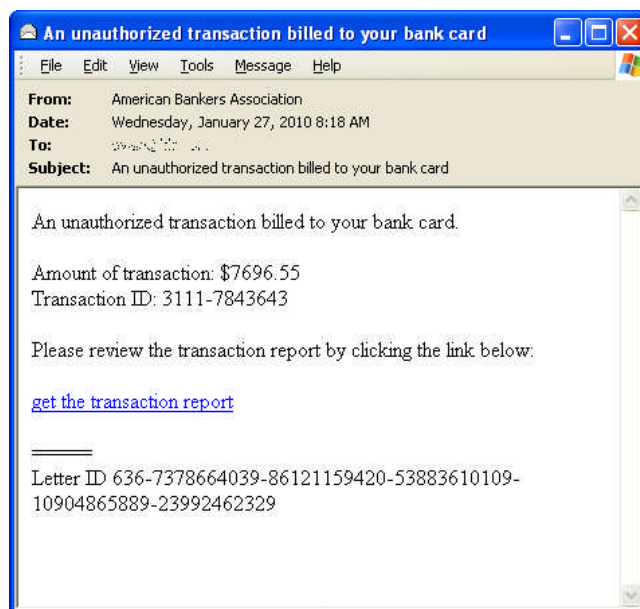 An unauthorized transaction billed to your bank card
File Edit View Tools Message Help
From: American Bankers Association
Date: Wednesday, January 27, 2010 8:18 AM
To:
Subject: An unauthorized transaction billed to your bank card
An unauthorized transaction billed to your bank card.
Amount of transaction: $7696.55
Transaction ID: 3111-7843643
Please review the transaction report by clicking the link below:
get the transaction report
Letter ID 636-7378664039-86121159420-53883610109-
10904865889-23992462329